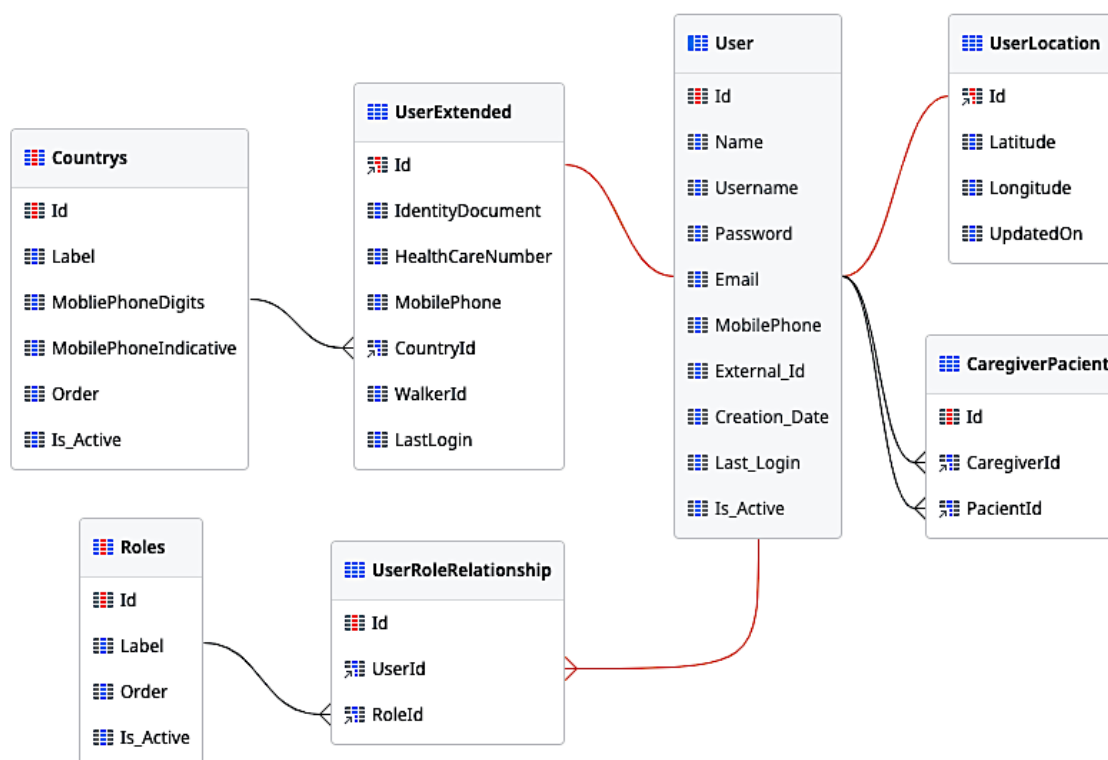 Countrys
Id
Label
MobliePhoneDigits
MobilePhoneIndicative
Order
Is_Active
UserExtended
Id
IdentityDocument
HealthCareNumber
MobilePhone
CountryId
WalkerId
LastLogin
User
Id
Name
Username
Password
Email
MobilePhone
External_Id
Creation_Date
Last_Login
Is_Active
UserLocation
Id
Latitude
Longitude
UpdatedOn
CaregiverPacient
Id
CaregiverId
PacientId
Roles
Id
Label
Order
Is_Active
UserRoleRelationship
Id
UserId
RoleId